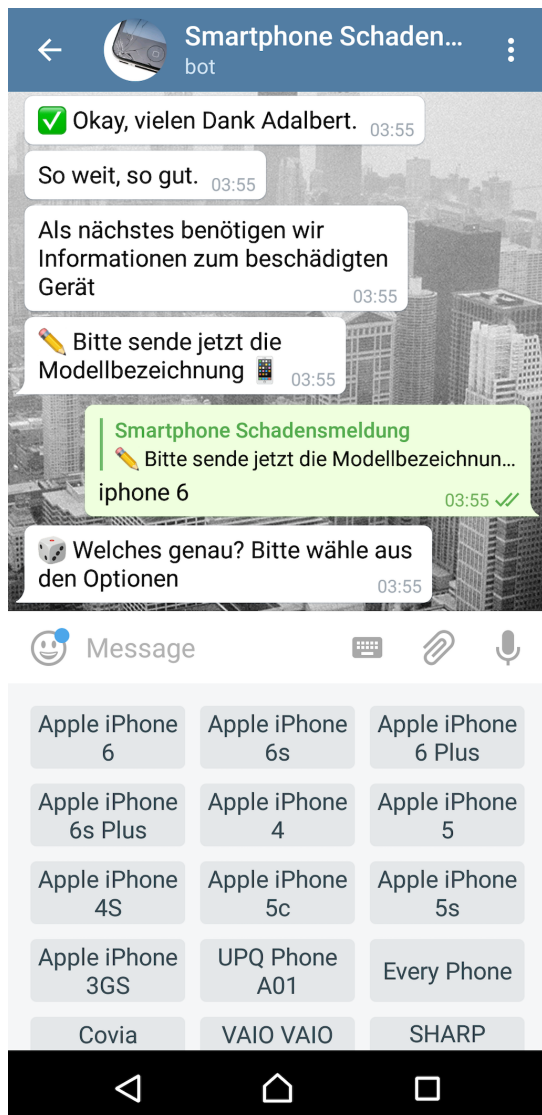 Smartphone Schaden...
bot
✅ Okay, vielen Dank Adalbert. 03:55
So weit, so gut. 03:55
Als nächstes benötigen wir
Informationen zum beschädigten
Gerät 03:55
✏️ Bitte sende jetzt die
Modellbezeichnung 📱 03:55
Smartphone Schadensmeldung
✏️ Bitte sende jetzt die Modellbezeichnun...
iphone 6 03:55
🎲 Welches genau? Bitte wähle aus
den Optionen 03:55
Message
Apple iPhone
6
Apple iPhone
6s
Apple iPhone
6 Plus
Apple iPhone
6s Plus
Apple iPhone
4
Apple iPhone
5
Apple iPhone
4S
Apple iPhone
5c
Apple iPhone
5s
Apple iPhone
3GS
UPQ Phone
A01
Every Phone
Covia
VAIO VAIO
SHARP